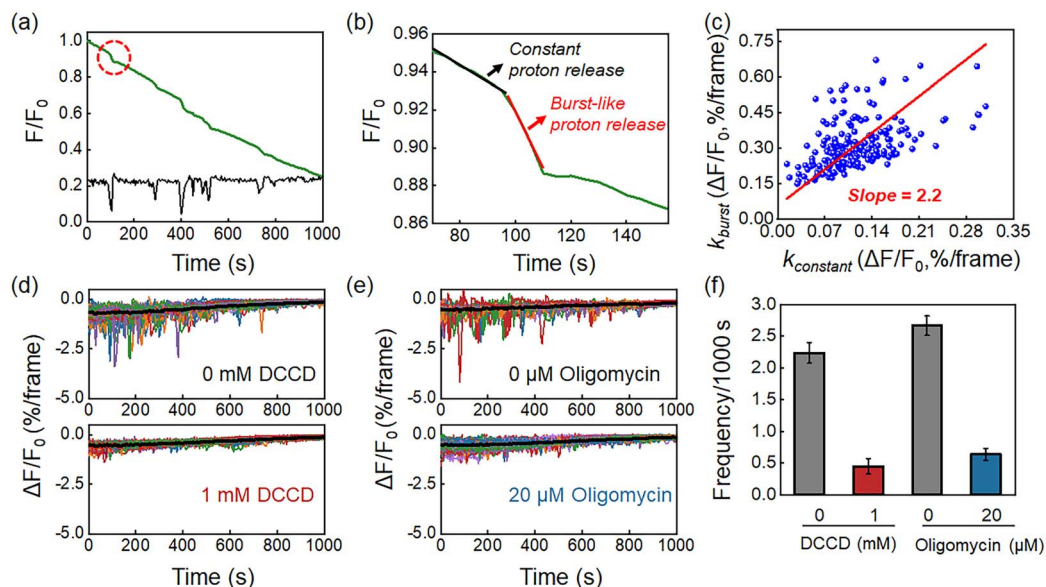 (a)
F/F₀
1.0
0.8
0.6
0.4
0.2
0.0
0 200 400 600 800 1000
Time (s)
(b)
F/F₀
0.96
0.94
0.92
0.90
0.88
0.86
Constant
proton release
Burst-like
proton release
80 100 120 140
Time (s)
(c)
k_burst (ΔF/F₀, %/frame)
0.75
0.60
0.45
0.30
0.15
0.00
Slope = 2.2
0.00 0.07 0.14 0.21 0.28 0.35
k_constant (ΔF/F₀,%/frame)
(d)
ΔF/F₀ (%/frame)
0.0
-2.5
-5.0
0 mM DCCD
0 200 400 600 800 1000
0.0
-2.5
-5.0
1 mM DCCD
0 200 400 600 800 1000
Time (s)
(e)
ΔF/F₀ (%/frame)
0.0
-2.5
-5.0
0 µM Oligomycin
0 200 400 600 800 1000
0.0
-2.5
-5.0
20 µM Oligomycin
0 200 400 600 800 1000
Time (s)
(f)
Frequency/1000 s
3.0
2.5
2.0
1.5
1.0
0.5
0.0
0 1 0 20
DCCD (mM) Oligomycin (µM)